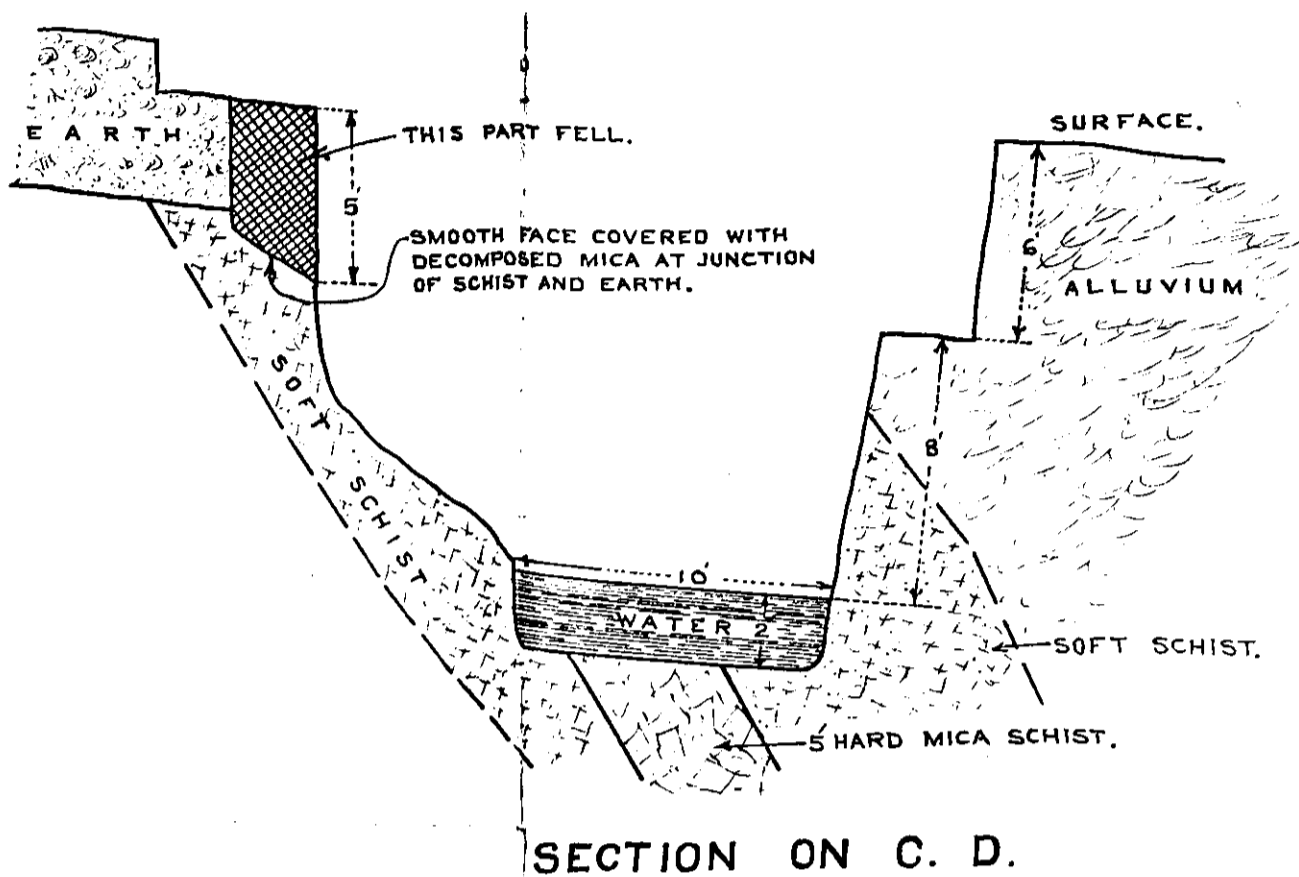 EARTH
THIS PART FELL.
5'
SMOOTH FACE COVERED WITH
DECOMPOSED MICA AT JUNCTION
OF SCHIST AND EARTH.
SURFACE.
6'
ALLUVIUM
8'
SOFT SCHIST
10'
WATER 2'
SOFT SCHIST.
5' HARD MICA SCHIST.
SECTION ON C. D.